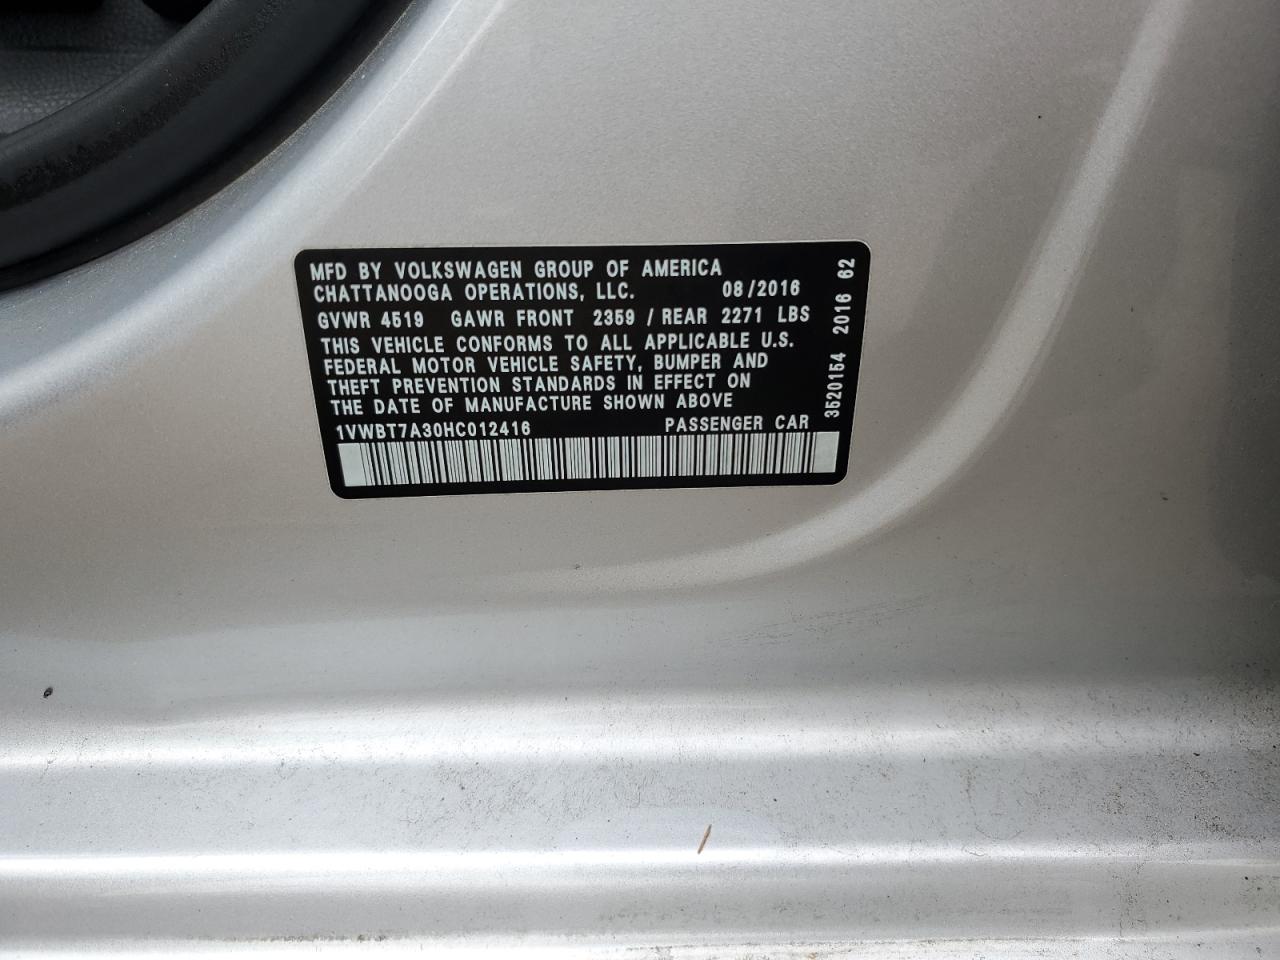 MFD BY VOLKSWAGEN GROUP OF AMERICA
CHATTANOOGA OPERATIONS, LLC. 08/2016
GVWR 4519 GAWR FRONT 2359 / REAR 2271 LBS
THIS VEHICLE CONFORMS TO ALL APPLICABLE U.S.
FEDERAL MOTOR VEHICLE SAFETY, BUMPER AND
THEFT PREVENTION STANDARDS IN EFFECT ON
THE DATE OF MANUFACTURE SHOWN ABOVE
1VWBT7A30HC012416 PASSENGER CAR
3520154 2016 62